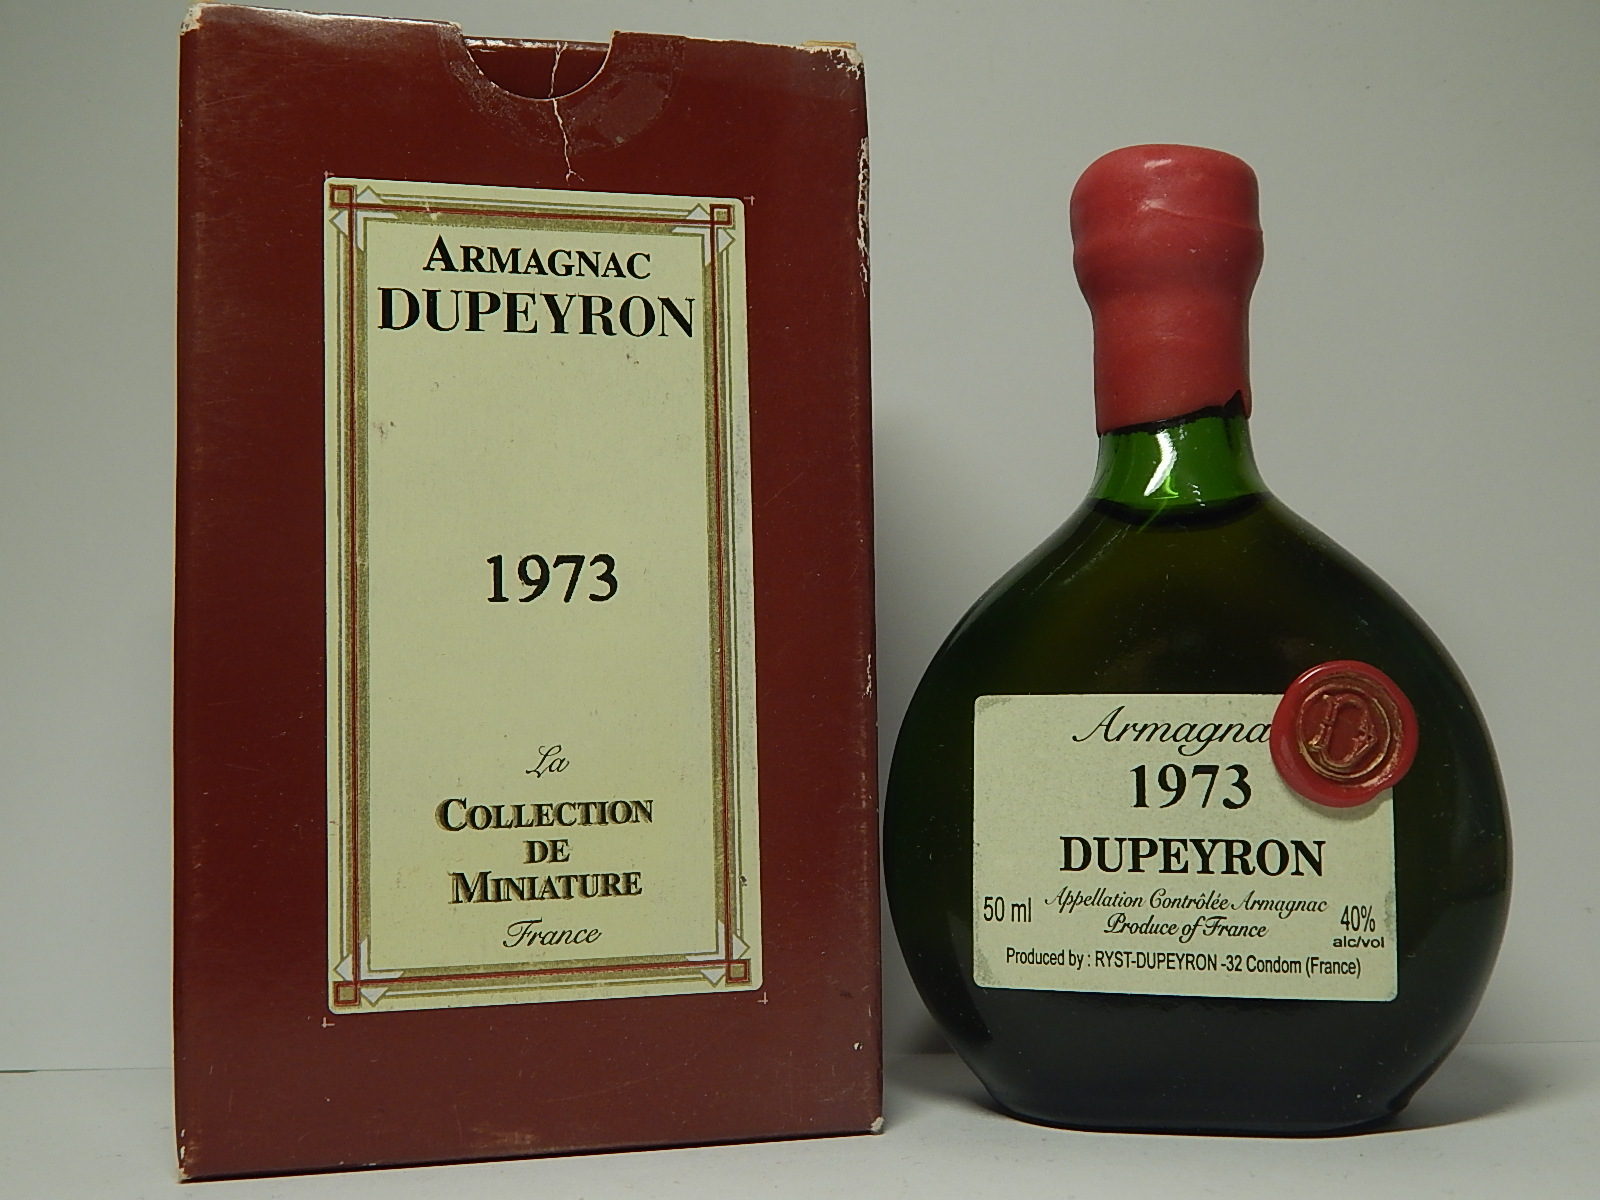 ARMAGNAC
DUPEYRON
1973
La
COLLECTION
DE
MINIATURE
France
Armagna
1973
DUPEYRON
50 ml
Appellation Contrôlée Armagnac
Produce of France
40%
alc/vol
Produced by : RYST-DUPEYRON -32 Condom (France)